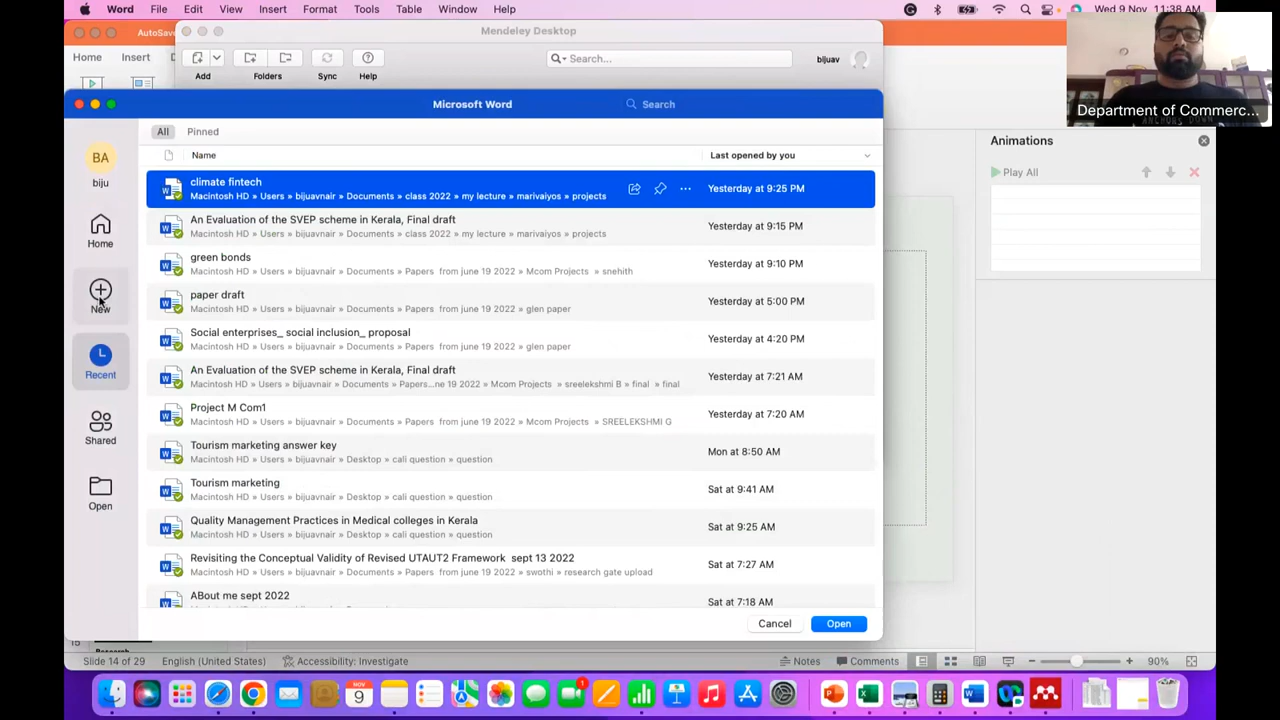 Word File Edit View Insert Format Tools Table Window Help Wed 9 Nov 11:38 AM
AutoSave
Mendeley Desktop
Home Insert
Search...
bijuav
Add Folders Sync Help
Department of Commerc...
Microsoft Word
Search
All Pinned
Name Last opened by you
BA
biju
Home
New
Recent
Shared
Open
climate fintech
Macintosh HD » Users » bijuavnair » Documents » class 2022 » my lecture » marivaiyos » projects
Yesterday at 9:25 PM
An Evaluation of the SVEP scheme in Kerala, Final draft
Macintosh HD » Users » bijuavnair » Documents » class 2022 » my lecture » marivaiyos » projects
Yesterday at 9:15 PM
green bonds
Macintosh HD » Users » bijuavnair » Documents » Papers from june 19 2022 » Mcom Projects » snehith
Yesterday at 9:10 PM
paper draft
Macintosh HD » Users » bijuavnair » Documents » Papers from june 19 2022 » glen paper
Yesterday at 5:00 PM
Social enterprises_ social inclusion_ proposal
Macintosh HD » Users » bijuavnair » Documents » Papers from june 19 2022 » glen paper
Yesterday at 4:20 PM
An Evaluation of the SVEP scheme in Kerala, Final draft
Macintosh HD » Users » bijuavnair » Documents » Papers...ne 19 2022 » Mcom Projects » sreelekshmi B » final » final
Yesterday at 7:21 AM
Project M Com1
Macintosh HD » Users » bijuavnair » Documents » Papers from june 19 2022 » Mcom Projects » SREELEKSHMI G
Yesterday at 7:20 AM
Tourism marketing answer key
Macintosh HD » Users » bijuavnair » Desktop » cali question » question
Mon at 8:50 AM
Tourism marketing
Macintosh HD » Users » bijuavnair » Desktop » cali question » question
Sat at 9:41 AM
Quality Management Practices in Medical colleges in Kerala
Macintosh HD » Users » bijuavnair » Desktop » cali question » question
Sat at 9:25 AM
Revisiting the Conceptual Validity of Revised UTAUT2 Framework sept 13 2022
Macintosh HD » Users » bijuavnair » Documents » Papers from june 19 2022 » swothi » research gate upload
Sat at 7:27 AM
ABout me sept 2022
Sat at 7:18 AM
Cancel Open
Animations
Play All
15
Slide 14 of 29 English (United States) Accessibility: Investigate Notes Comments 90%
NOV
9
1